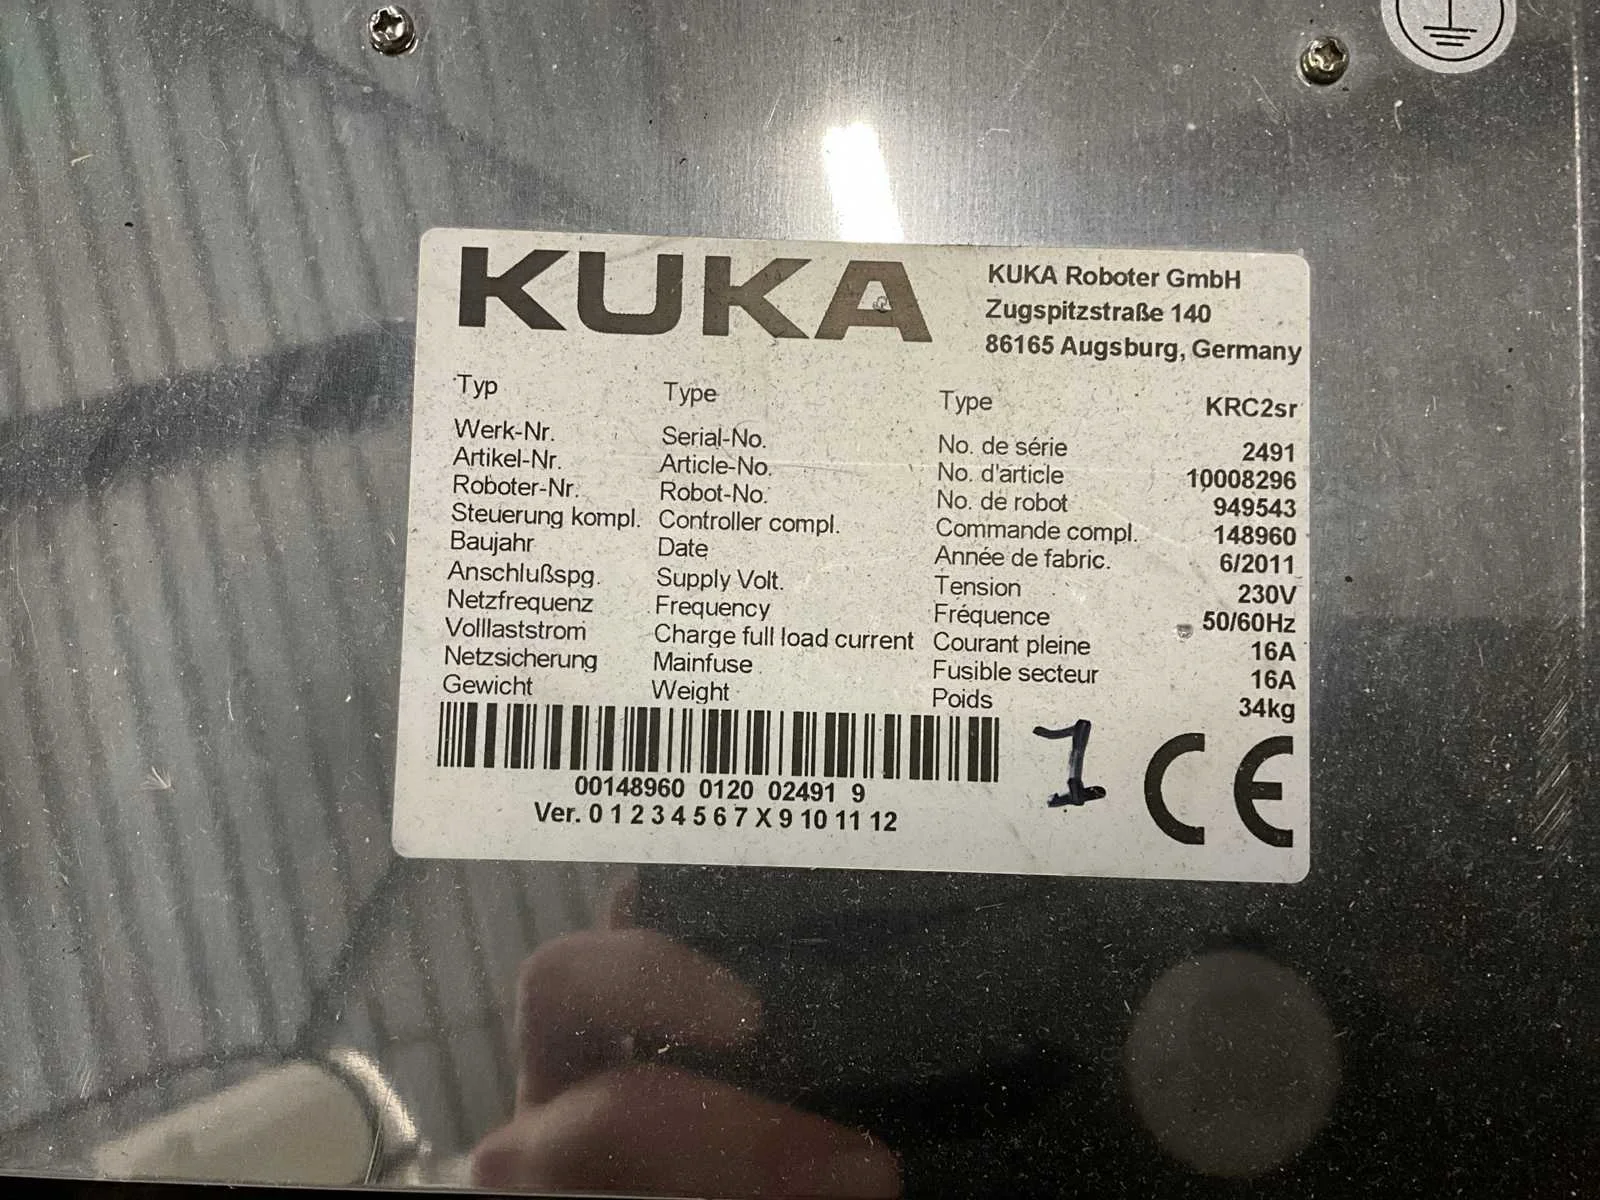 KUKA
KUKA Roboter GmbH
Zugspitzstraße 140
86165 Augsburg, Germany
Typ Type Type KRC2sr
Werk-Nr. Serial-No. No. de série 2491
Artikel-Nr. Article-No. No. d'article 10008296
Roboter-Nr. Robot-No. No. de robot 949543
Steuerung kompl. Controller compl. Commande compl. 148960
Baujahr Date Année de fabric. 6/2011
Anschlußspg. Supply Volt. Tension 230V
Netzfrequenz Frequency Fréquence 50/60Hz
Volllaststrom Charge full load current Courant pleine 16A
Netzsicherung Mainfuse Fusible secteur 16A
Gewicht Weight Poids 34kg
00148960 0120 02491 9
Ver. 0 1 2 3 4 5 6 7 X 9 10 11 12
1
CE